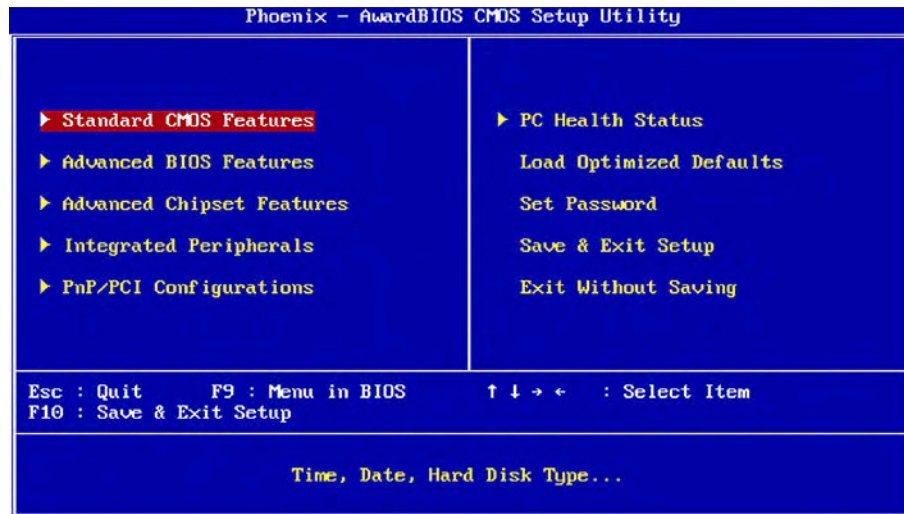 Phoenix - AwardBIOS CMOS Setup Utility
▶ Standard CMOS Features
▶ Advanced BIOS Features
▶ Advanced Chipset Features
▶ Integrated Peripherals
▶ PnP/PCI Configurations
▶ PC Health Status
Load Optimized Defaults
Set Password
Save & Exit Setup
Exit Without Saving
Esc : Quit F9 : Menu in BIOS ↑ ↓ → ← : Select Item
F10 : Save & Exit Setup
Time, Date, Hard Disk Type...